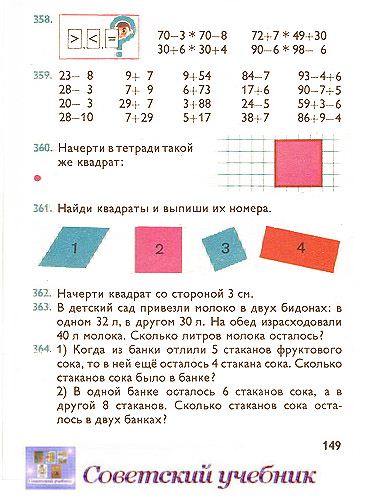 358.
> < = ? 70−3 * 70−8 72+7 * 49+30
30+6 * 30+4 90−6 * 98− 6
359. 23− 8 9+ 7 9+54 84−7 93−4+6
28− 3 7+ 9 6+73 17+6 90−7+5
20− 3 29+ 7 3+88 24−5 59+3−6
28−10 7+29 5+17 38+7 86+9−4
360. Начерти в тетради такой
же квадрат:
361. Найди квадраты и выпиши их номера.
1 2 3 4
362. Начерти квадрат со стороной 3 см.
363. В детский сад привезли молоко в двух бидонах: в
одном 32 л, в другом 30 л. На обед израсходовали
40 л молока. Сколько литров молока осталось?
364. 1) Когда из банки отлили 5 стаканов фруктового
сока, то в ней ещё осталось 4 стакана сока. Сколько
стаканов сока было в банке?
2) В одной банке осталось 6 стаканов сока, а в
другой 8 стаканов. Сколько стаканов сока оста-
лось в двух банках?
149
Советский учебник